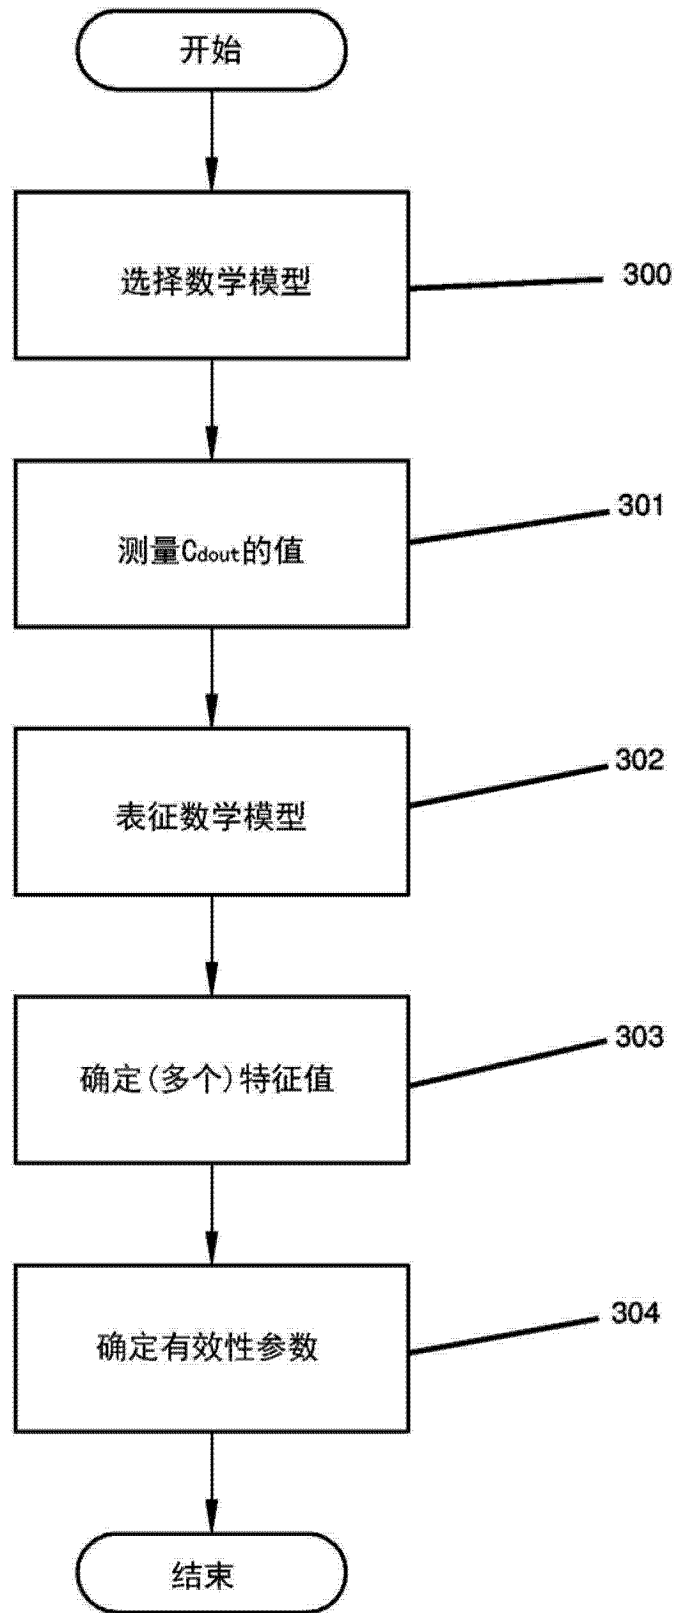 开始
选择数学模型
300
测量Cdout的值
301
表征数学模型
302
确定(多个)特征值
303
确定有效性参数
304
结束